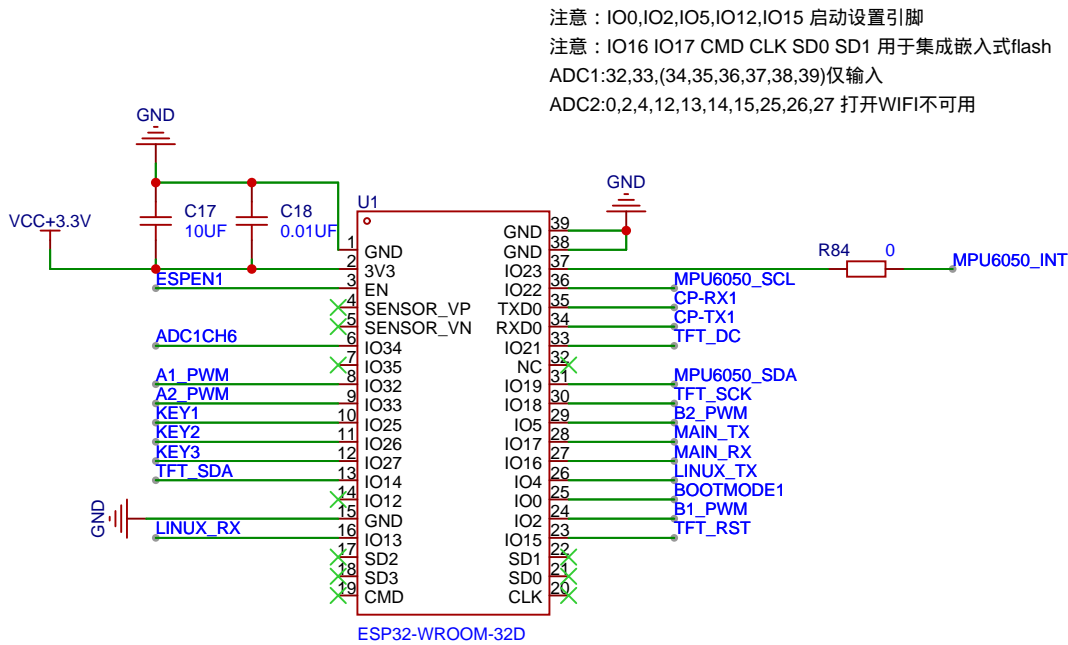 注意：IO0,IO2,IO5,IO12,IO15 启动设置引脚
注意：IO16 IO17 CMD CLK SD0 SD1 用于集成嵌入式flash
ADC1:32,33,(34,35,36,37,38,39)仅输入
ADC2:0,2,4,12,13,14,15,25,26,27 打开WIFI不可用
GND
GND
VCC+3.3V
C17
10UF
C18
0.01UF
U1
1 GND
2 3V3
ESPEN1 3 EN
4 SENSOR_VP
5 SENSOR_VN
ADC1CH6 6 IO34
7 IO35
A1_PWM 8 IO32
A2_PWM 9 IO33
KEY1 10 IO25
KEY2 11 IO26
KEY3 12 IO27
TFT_SDA 13 IO14
14 IO12
GND 15 GND
LINUX_RX 16 IO13
17 SD2
18 SD3
19 CMD
GND 39
GND 38
IO23 37 R84 0 MPU6050_INT
IO22 36 MPU6050_SCL
TXD0 35 CP-RX1
RXD0 34 CP-TX1
IO21 33 TFT_DC
NC 32
IO19 31 MPU6050_SDA
IO18 30 TFT_SCK
IO5 29 B2_PWM
IO17 28 MAIN_TX
IO16 27 MAIN_RX
IO4 26 LINUX_TX
IO0 25 BOOTMODE1
IO2 24 B1_PWM
IO15 23 TFT_RST
SD1 22
SD0 21
CLK 20
ESP32-WROOM-32D